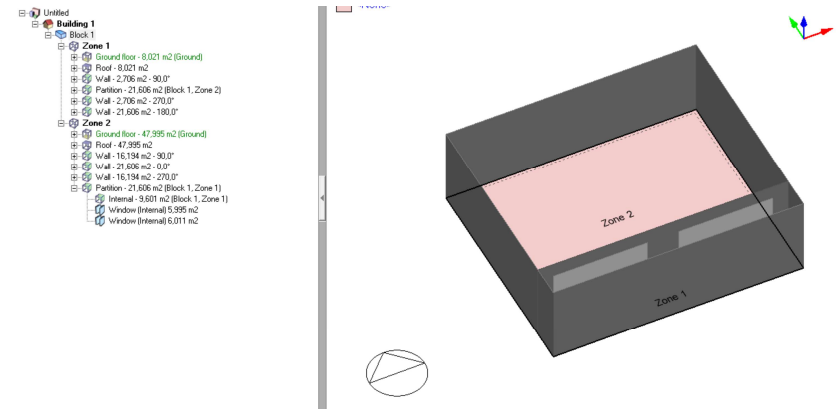 Untitled
Building 1
Block 1
Zone 1
Ground floor - 8,021 m2 (Ground)
Roof - 8,021 m2
Wall - 2,706 m2 - 90,0°
Partition - 21,606 m2 (Block 1, Zone 2)
Wall - 2,706 m2 - 270,0°
Wall - 21,606 m2 - 180,0°
Zone 2
Ground floor - 47,995 m2 (Ground)
Roof - 47,995 m2
Wall - 16,194 m2 - 90,0°
Wall - 21,606 m2 - 0,0°
Wall - 16,194 m2 - 270,0°
Partition - 21,606 m2 (Block 1, Zone 1)
Internal - 9,601 m2 (Block 1, Zone 1)
Window (Internal) 5,995 m2
Window (Internal) 6,011 m2
Zone 2
Zone 1